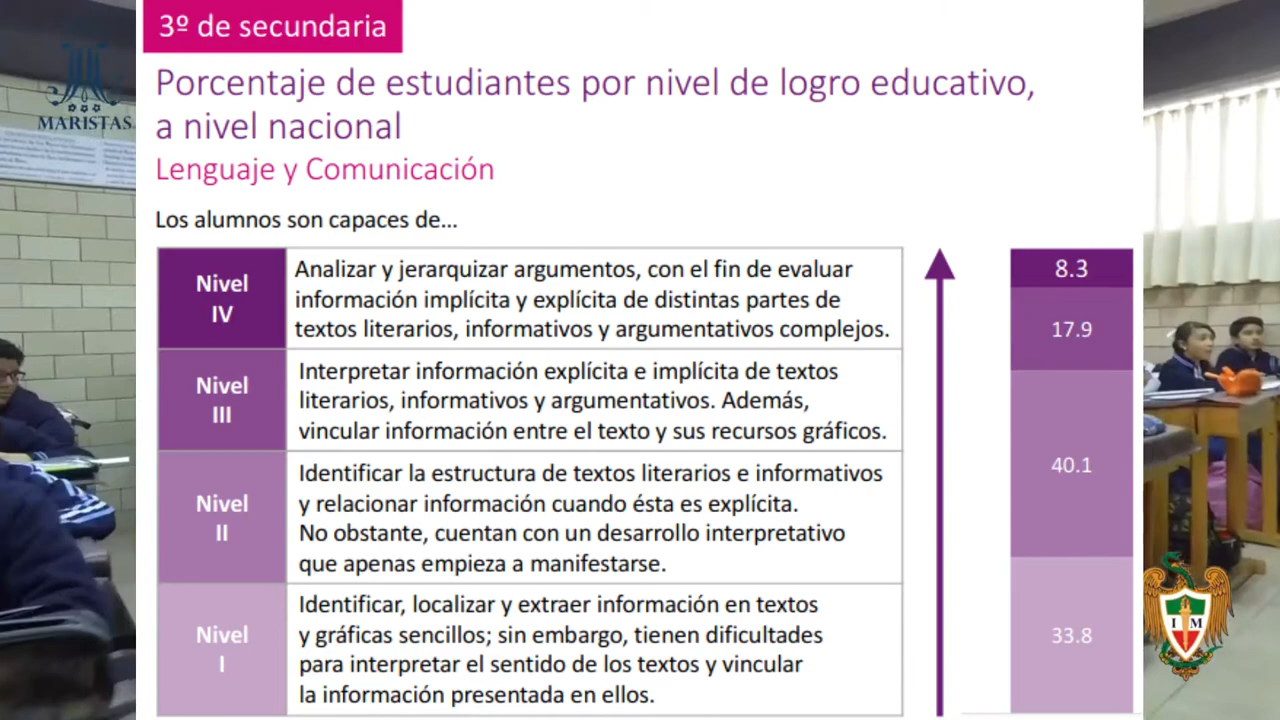 3º de secundaria
MARISTAS
Porcentaje de estudiantes por nivel de logro educativo,
a nivel nacional
Lenguaje y Comunicación
Los alumnos son capaces de...
Nivel
IV
Analizar y jerarquizar argumentos, con el fin de evaluar
información implícita y explícita de distintas partes de
textos literarios, informativos y argumentativos complejos.
8.3
Nivel
III
Interpretar información explícita e implícita de textos
literarios, informativos y argumentativos. Además,
vincular información entre el texto y sus recursos gráficos.
17.9
Nivel
II
Identificar la estructura de textos literarios e informativos
y relacionar información cuando ésta es explícita.
No obstante, cuentan con un desarrollo interpretativo
que apenas empieza a manifestarse.
40.1
Nivel
I
Identificar, localizar y extraer información en textos
y gráficas sencillos; sin embargo, tienen dificultades
para interpretar el sentido de los textos y vincular
la información presentada en ellos.
33.8
I M